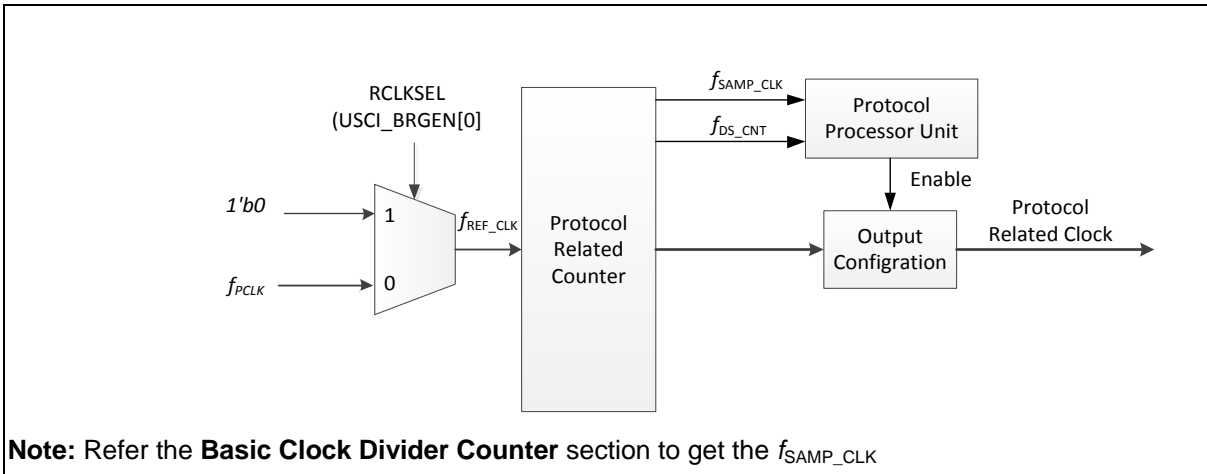 RCLKSEL
(USCI_BRGEN[0]
1'b0
fPCLK
1
0
fREF_CLK
Protocol
Related
Counter
fSAMP_CLK
fDS_CNT
Protocol
Processor Unit
Enable
Output
Configration
Protocol
Related Clock
Note: Refer the Basic Clock Divider Counter section to get the fSAMP_CLK